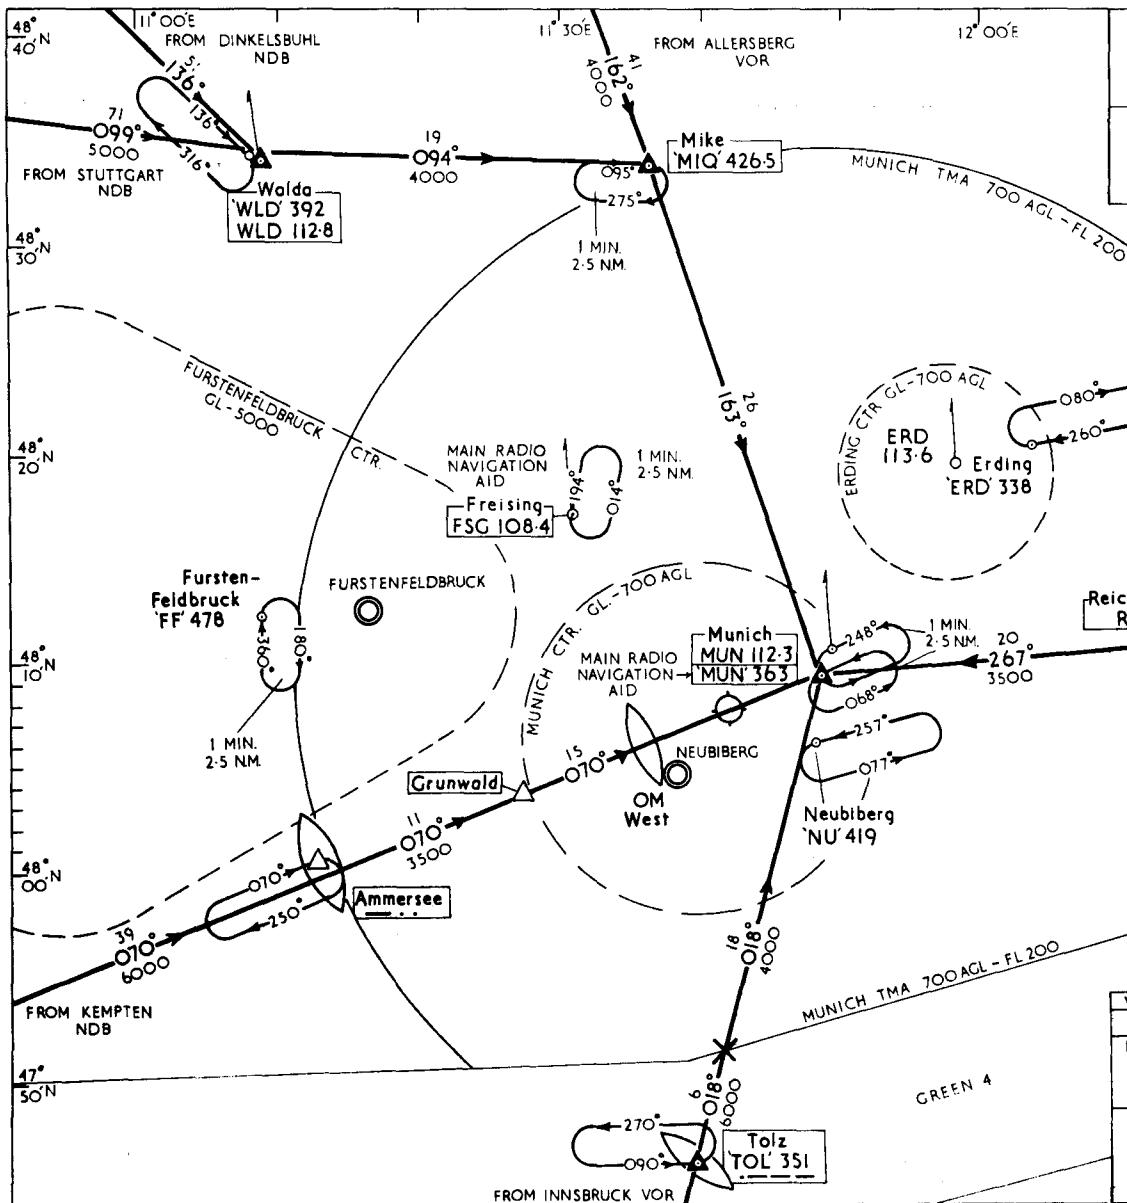 48°
40'N
11°00'E
FROM DINKELSBUHL
NDB
11°30'E
FROM ALLERSBERG
VOR
12°00'E
51
136°
136°
316°
41
162°
4000
71
099°
5000
FROM STUTTGART
NDB
19
094°
4000
Mike
'MIQ' 426·5
Walda
'WLD' 392
WLD 112·8
095°
275°
1 MIN.
2·5 NM.
MUNICH TMA 700 AGL-FL 200
48°
30'N
FURSTENFELDBRUCK CTR.
GL-5000
26
163°
ERDING CTR GL-700 AGL
080°
260°
48°
20'N
MAIN RADIO
NAVIGATION
AID
Freising
FSG 108·4
194°
014°
1 MIN.
2·5 NM.
ERD
113·6
Erding
'ERD' 338
Fursten-
Feldbruck
'FF' 478
FURSTENFELDBRUCK
360°
180°
1 MIN.
2·5 NM.
MUNICH CTR. GL.-700 AGL
MAIN RADIO
NAVIGATION
AID
Munich
MUN 112·3
'MUN' 363
248°
068°
1 MIN.
2·5 NM.
Reic
R
20
267°
3500
48°
10'N
257°
077°
Neubiberg
'NU' 419
NEUBIBERG
OM
West
15
070°
Grunwald
11
070°
3500
48°
00'N
070°
250°
Ammersee
39
070°
6000
FROM KEMPTEN
NDB
18
018°
4000
MUNICH TMA 700 AGL-FL 200
47°
50'N
GREEN 4
6
018°
6000
270°
090°
Tolz
'TOL' 351
FROM INNSBRUCK VOR